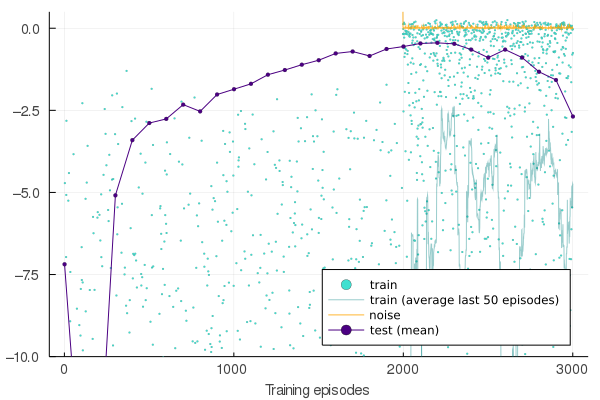 0.0
−2.5
−5.0
−7.5
−10.0
0
1000
2000
3000
Training episodes
train
train (average last 50 episodes)
noise
test (mean)